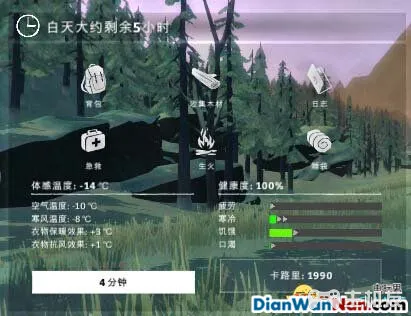 白天大约剩余5小时
背包
收集木材
日志
急救
生火
睡袋
体感温度: -14 ℃
健康度: 100%
空气温度: -10 ℃
寒风温度: -8 ℃
衣物保暖效果: +3 ℃
衣物抗风效果: +1 ℃
疲劳
寒冷
饥饿
口渴
4 分钟
卡路里: 1990
DianWanNan.com